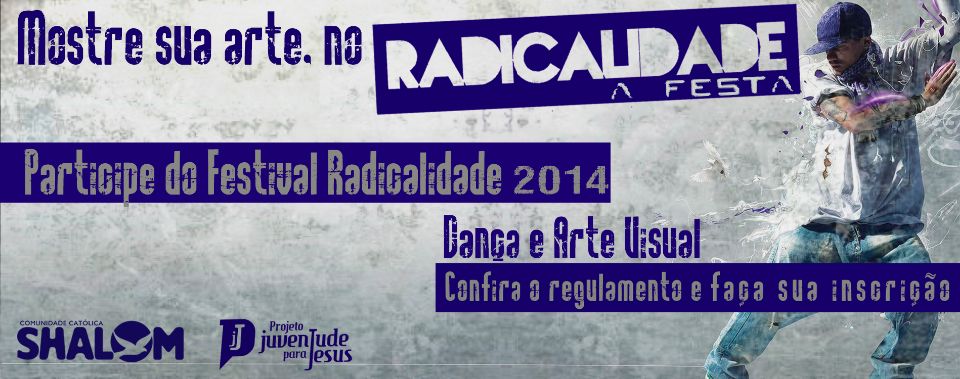 Mostre sua arte. no
RADICALIDADE
A FESTA
Participe do Festival Radicalidade 2014
Dança e Arte Visual
Confira o regulamento e faça sua inscrição
COMUNIDADE CATÓLICA
SHALOM
PJJ
Projeto
juventude
para Jesus